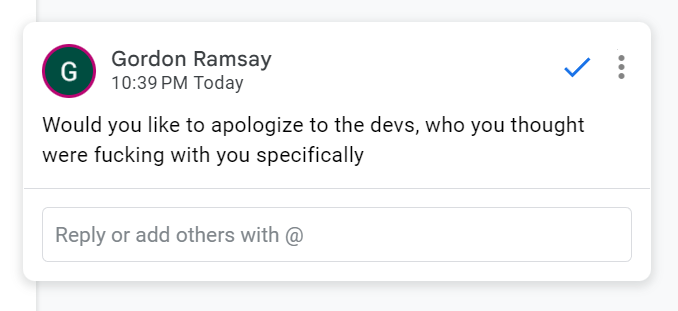 G
Gordon Ramsay
10:39 PM Today
Would you like to apologize to the devs, who you thought
were fucking with you specifically
Reply or add others with @